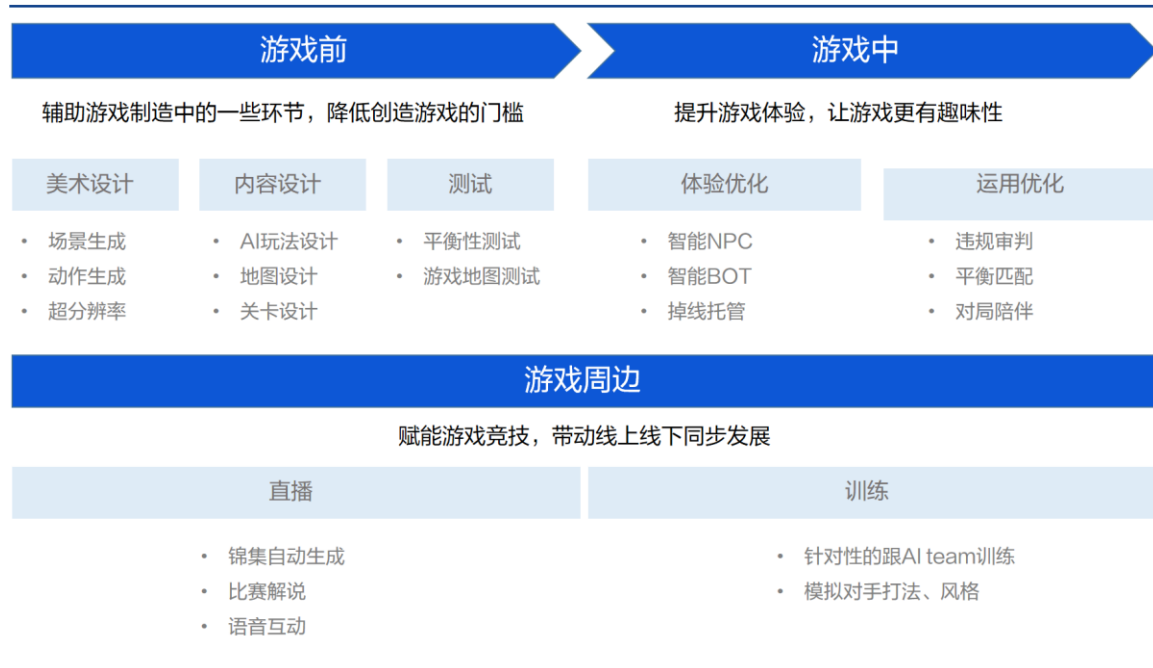 游戏前
游戏中
辅助游戏制造中的一些环节，降低创造游戏的门槛
提升游戏体验，让游戏更有趣味性
美术设计
内容设计
测试
体验优化
运用优化
• 场景生成
• 动作生成
• 超分辨率
• AI玩法设计
• 地图设计
• 关卡设计
• 平衡性测试
• 游戏地图测试
• 智能NPC
• 智能BOT
• 掉线托管
• 违规审判
• 平衡匹配
• 对局陪伴
游戏周边
赋能游戏竞技，带动线上线下同步发展
直播
训练
• 锦集自动生成
• 比赛解说
• 语音互动
• 针对性的跟AI team训练
• 模拟对手打法、风格